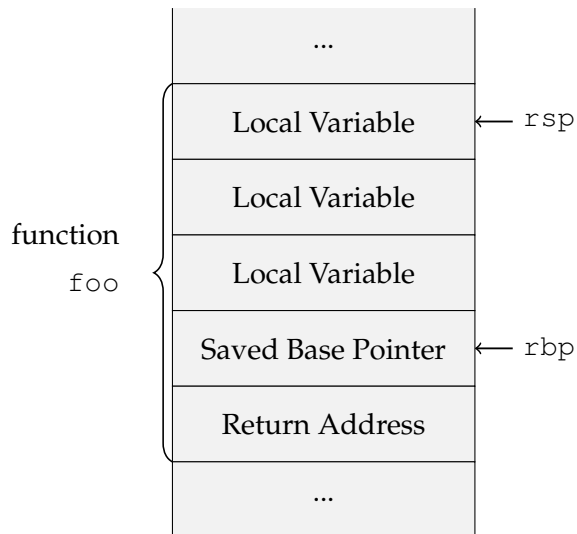 ...
Local Variable
rsp
Local Variable
function
foo
Local Variable
Saved Base Pointer
rbp
Return Address
...